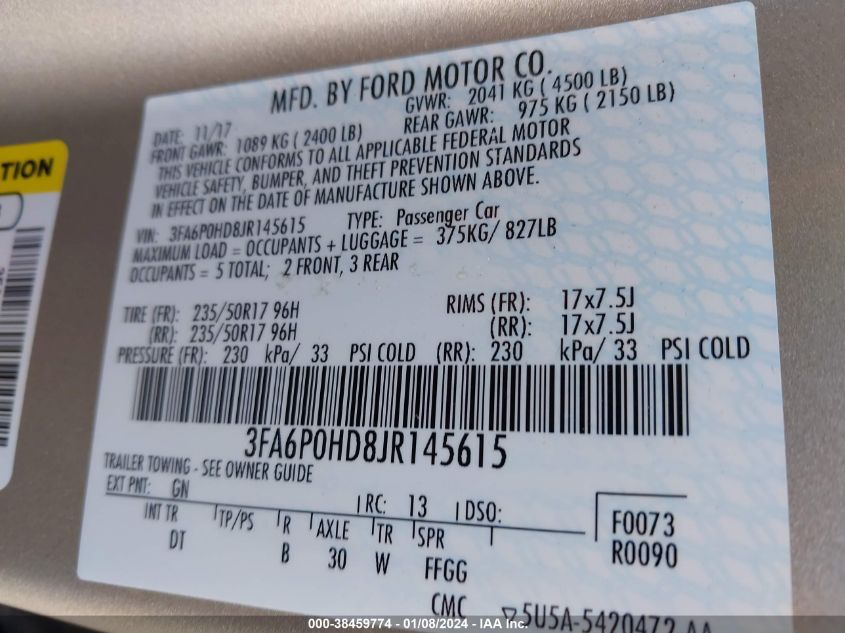 TION
MFD. BY FORD MOTOR CO.
DATE: 11/17 GVWR: 2041 KG ( 4500 LB)
FRONT GAWR: 1089 KG ( 2400 LB) REAR GAWR: 975 KG ( 2150 LB)
THIS VEHICLE CONFORMS TO ALL APPLICABLE FEDERAL MOTOR
VEHICLE SAFETY, BUMPER, AND THEFT PREVENTION STANDARDS
IN EFFECT ON THE DATE OF MANUFACTURE SHOWN ABOVE.
VIN: 3FA6P0HD8JR145615 TYPE: Passenger Car
MAXIMUM LOAD = OCCUPANTS + LUGGAGE = 375KG/ 827LB
OCCUPANTS = 5 TOTAL; 2 FRONT, 3 REAR
TIRE (FR): 235/50R17 96H RIMS (FR): 17x7.5J
(RR): 235/50R17 96H (RR): 17x7.5J
PRESSURE (FR): 230 kPa/ 33 PSI COLD (RR): 230 kPa/ 33 PSI COLD
3FA6P0HD8JR145615
TRAILER TOWING - SEE OWNER GUIDE
EXT PNT: GN RC: 13 DSO:
INT TR TP/PS R AXLE TR SPR F0073
DT B 30 W FFGG R0090
CMC 5U5A-5420472-AA
000-38459774 - 01/08/2024 - IAA Inc.